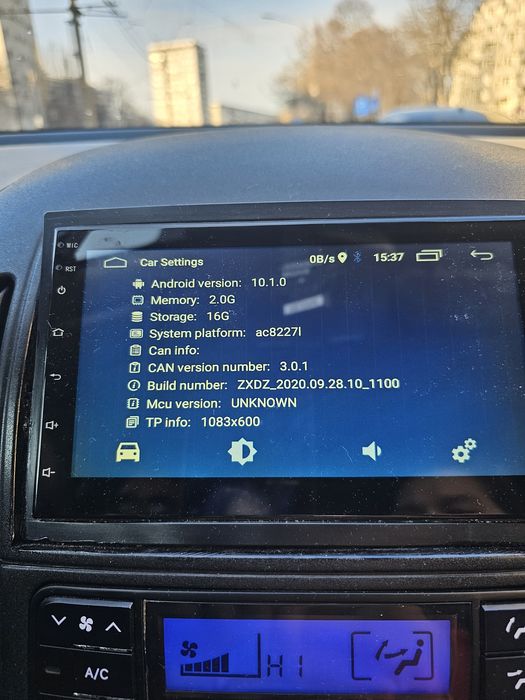 MIC
RST
Car Settings
0B/s 15:37
Android version: 10.1.0
Memory: 2.0G
Storage: 16G
System platform: ac8227l
Can info:
CAN version number: 3.0.1
Build number: ZXDZ_2020.09.28.10_1100
Mcu version: UNKNOWN
TP info: 1083x600
HI
A/C